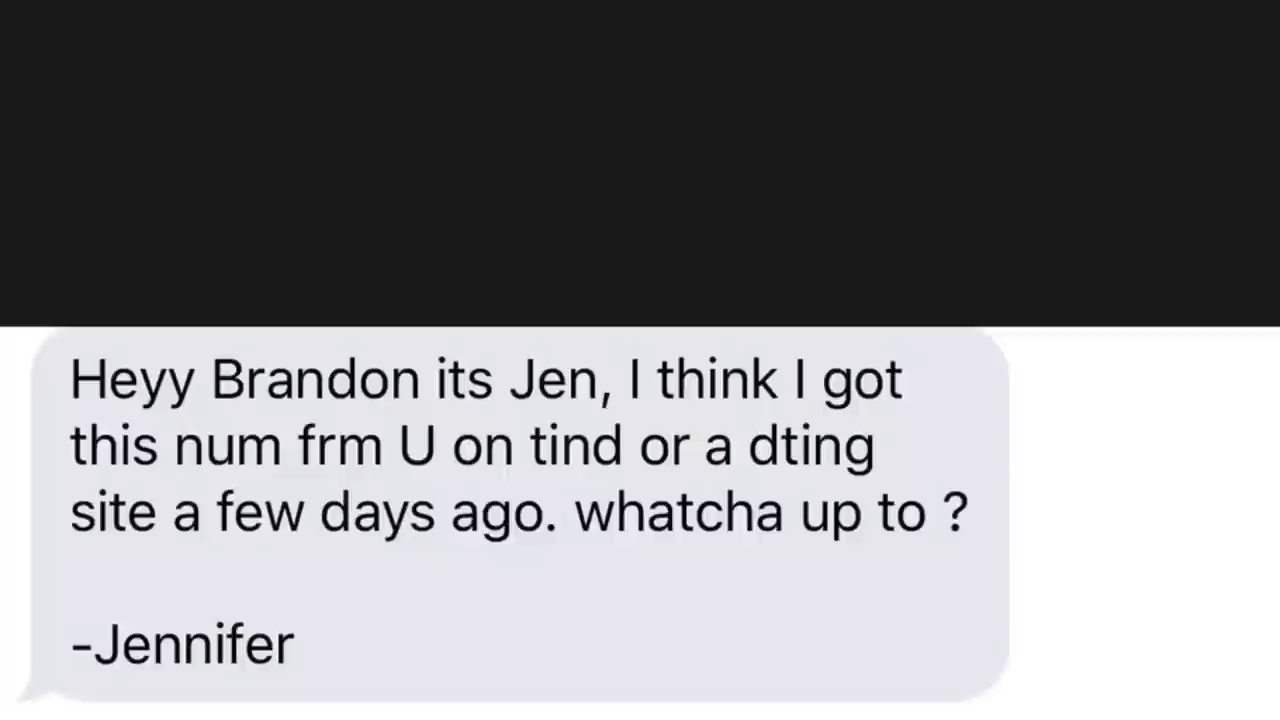 Heyy Brandon its Jen, I think I got
this num frm U on tind or a dting
site a few days ago. whatcha up to ?
-Jennifer